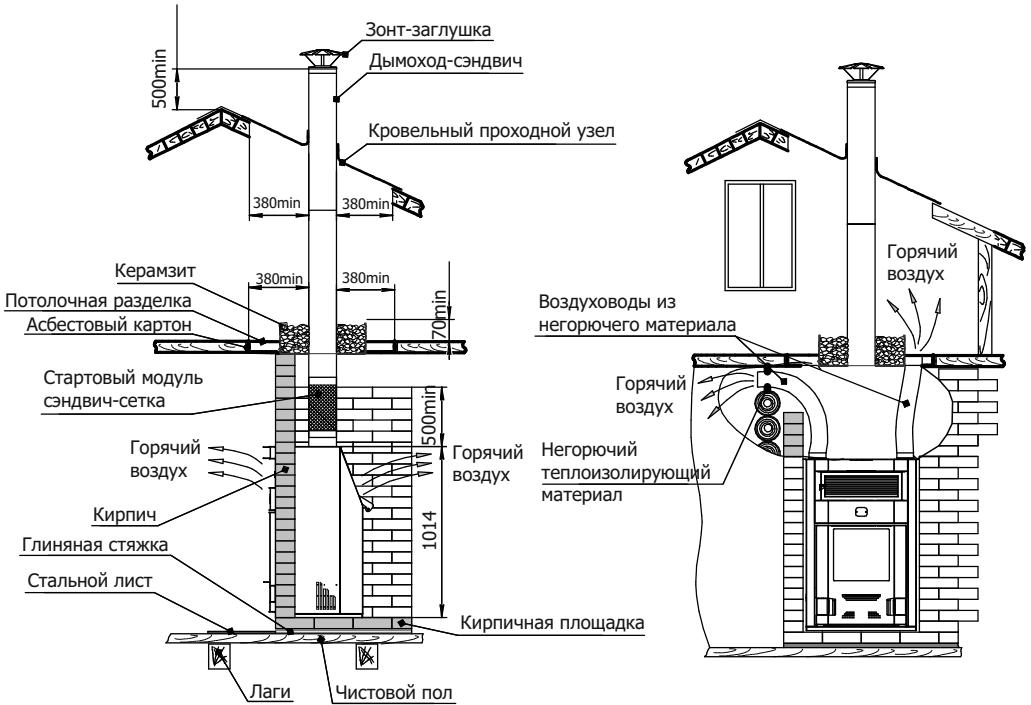 Зонт-заглушка
Дымоход-сэндвич
500min
Кровельный проходной узел
380min
380min
Керамзит
380min
380min
Потолочная разделка
70min
Асбестовый картон
Стартовый модуль
сэндвич-сетка
500min
Горячий
воздух
Горячий
воздух
Кирпич
1014
Глиняная стяжка
Стальной лист
Кирпичная площадка
Лаги
Чистовой пол
Горячий
воздух
Воздуховоды из
негорючего материала
Горячий
воздух
Негорючий
теплоизолирующий
материал